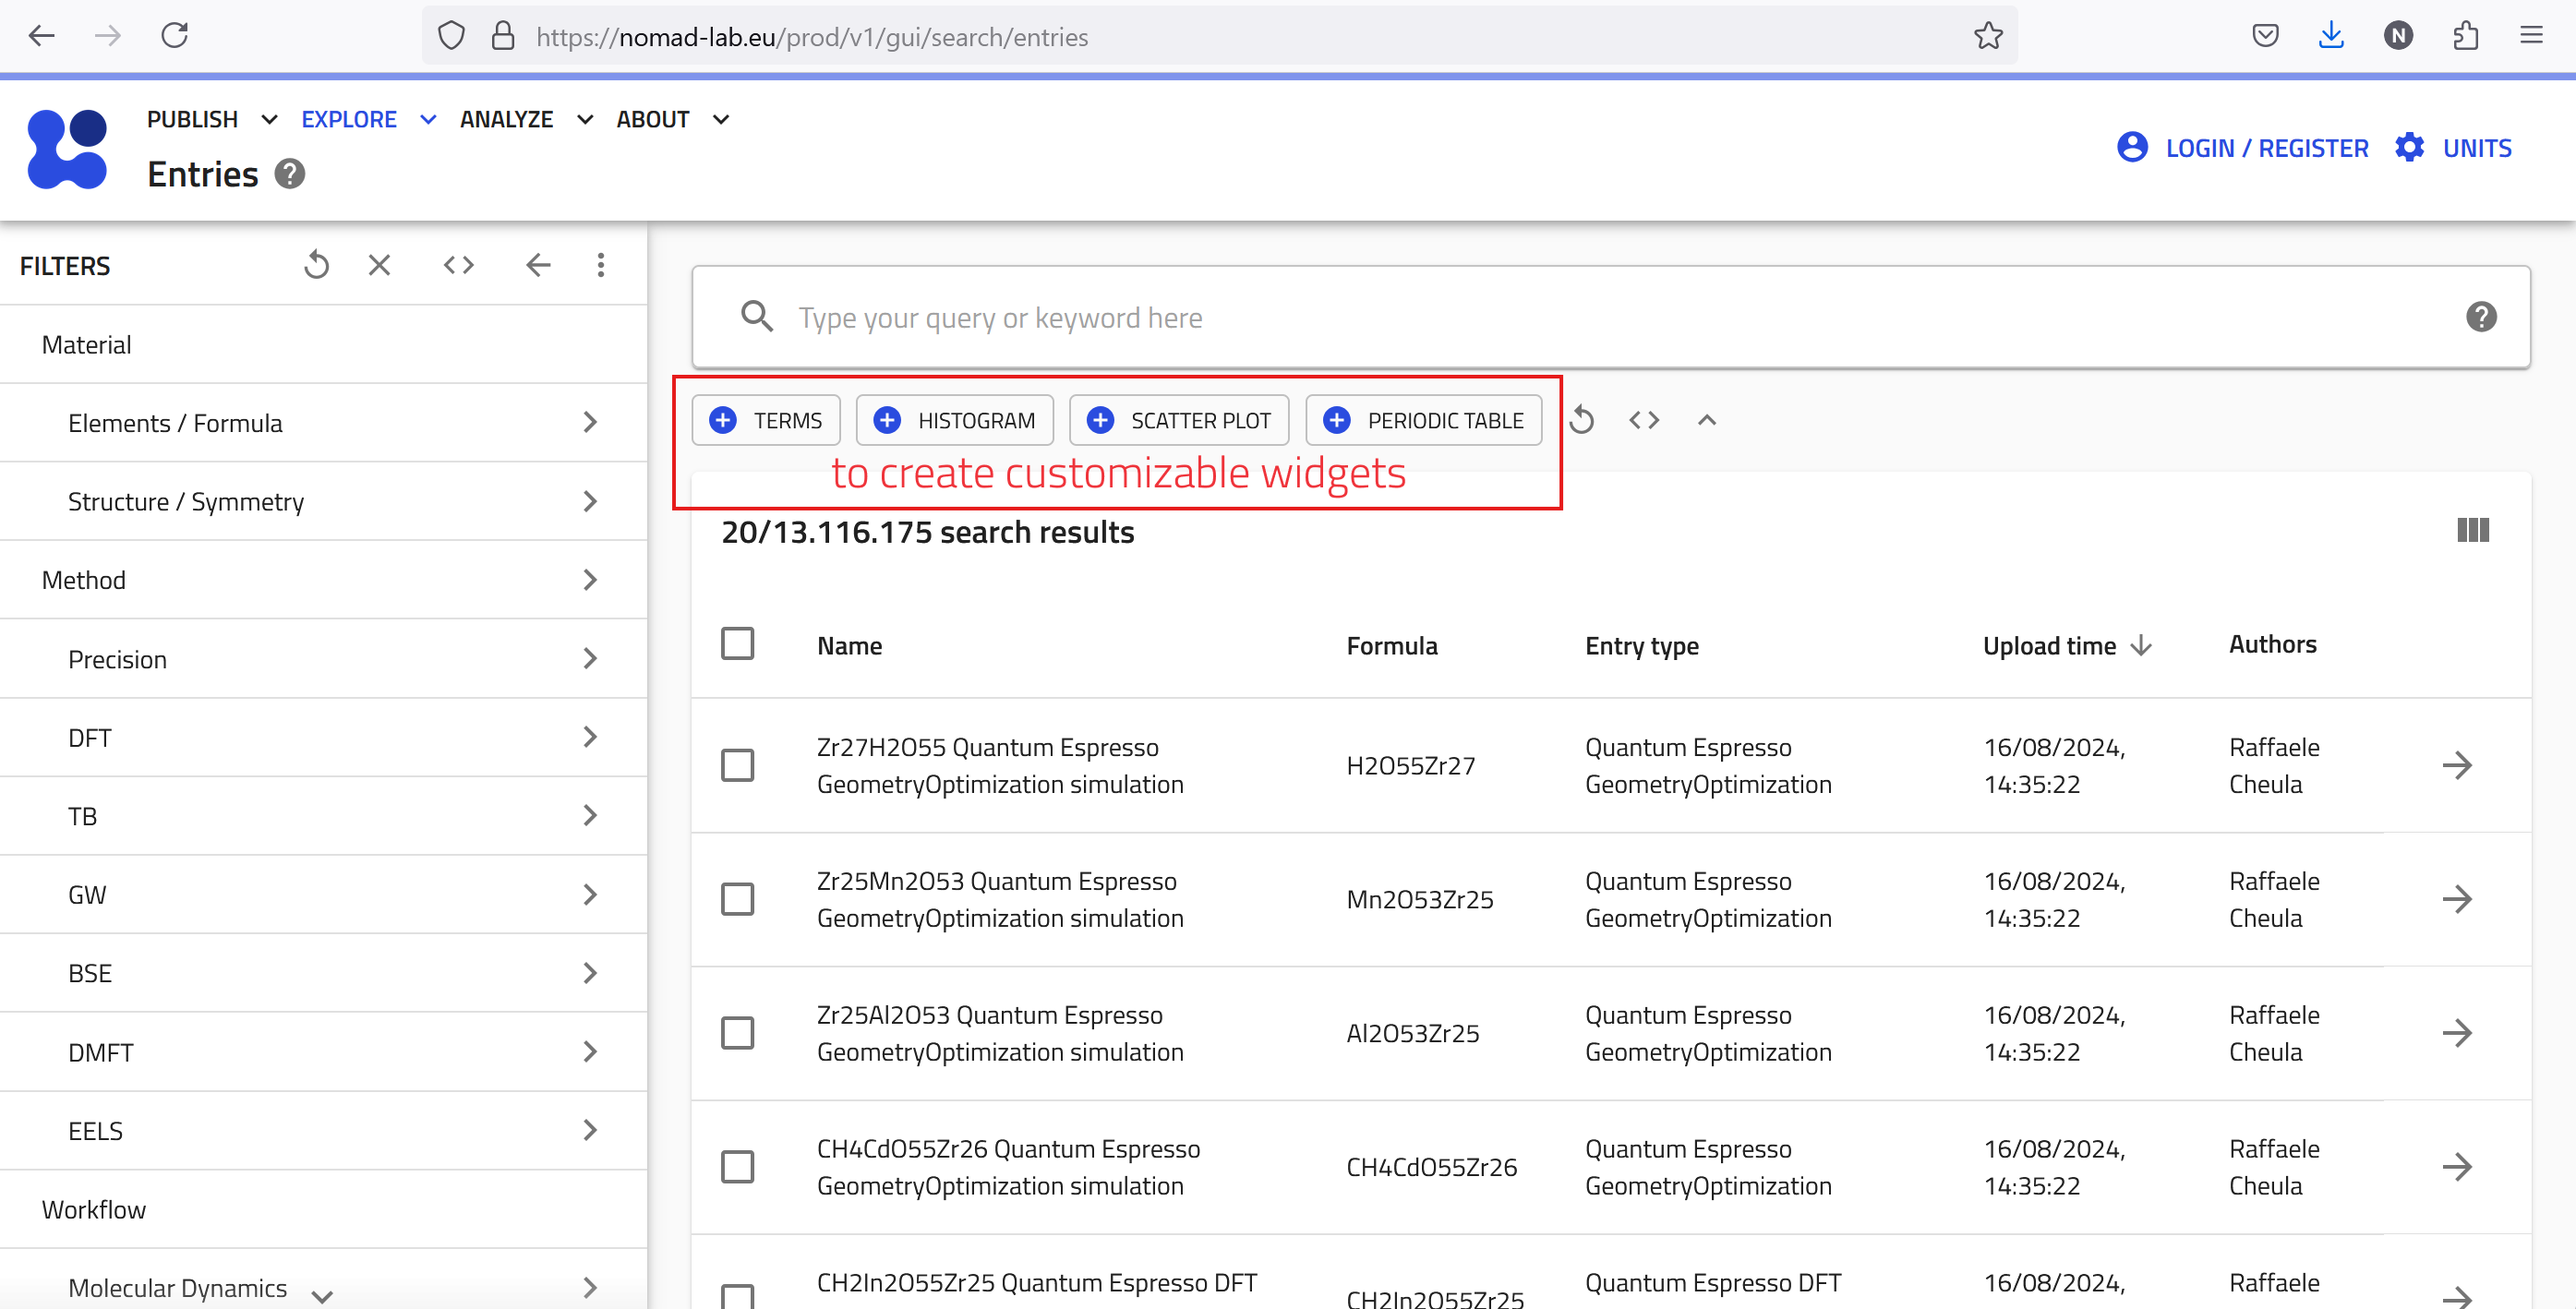 https://nomad-lab.eu/prod/v1/gui/search/entries
N
PUBLISH EXPLORE ANALYZE ABOUT
Entries ?
LOGIN / REGISTER UNITS
FILTERS
Material
Elements / Formula
Structure / Symmetry
Method
Precision
DFT
TB
GW
BSE
DMFT
EELS
Workflow
Molecular Dynamics
Type your query or keyword here ?
TERMS HISTOGRAM SCATTER PLOT PERIODIC TABLE
to create customizable widgets
20/13.116.175 search results
Name Formula Entry type Upload time Authors
Zr27H2O55 Quantum Espresso GeometryOptimization simulation H2O55Zr27 Quantum Espresso GeometryOptimization 16/08/2024, 14:35:22 Raffaele Cheula
Zr25Mn2O53 Quantum Espresso GeometryOptimization simulation Mn2O53Zr25 Quantum Espresso GeometryOptimization 16/08/2024, 14:35:22 Raffaele Cheula
Zr25Al2O53 Quantum Espresso GeometryOptimization simulation Al2O53Zr25 Quantum Espresso GeometryOptimization 16/08/2024, 14:35:22 Raffaele Cheula
CH4CdO55Zr26 Quantum Espresso GeometryOptimization simulation CH4CdO55Zr26 Quantum Espresso GeometryOptimization 16/08/2024, 14:35:22 Raffaele Cheula
CH2In2O55Zr25 Quantum Espresso DFT CH2In2O55Zr25 Quantum Espresso DFT 16/08/2024, Raffaele